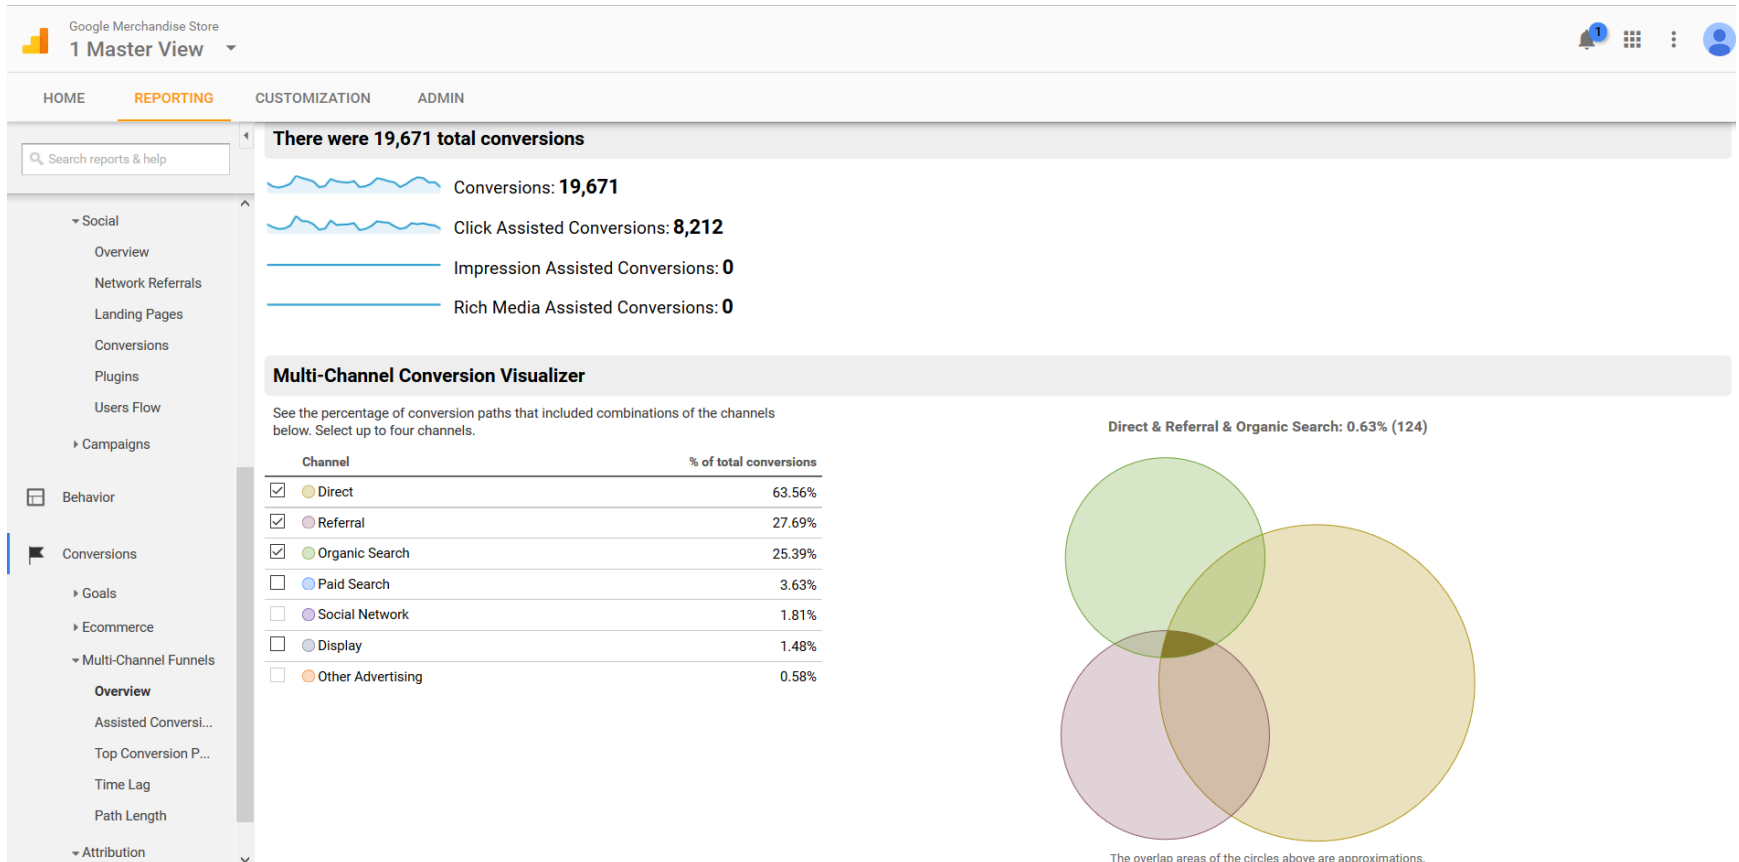 Google Merchandise Store
1 Master View
1
HOME
REPORTING
CUSTOMIZATION
ADMIN
Search reports & help
Social
Overview
Network Referrals
Landing Pages
Conversions
Plugins
Users Flow
Campaigns
Behavior
Conversions
Goals
Ecommerce
Multi-Channel Funnels
Overview
Assisted Conversi...
Top Conversion P...
Time Lag
Path Length
Attribution
There were 19,671 total conversions
Conversions: 19,671
Click Assisted Conversions: 8,212
Impression Assisted Conversions: 0
Rich Media Assisted Conversions: 0
Multi-Channel Conversion Visualizer
See the percentage of conversion paths that included combinations of the channels
below. Select up to four channels.
Channel % of total conversions
Direct 63.56%
Referral 27.69%
Organic Search 25.39%
Paid Search 3.63%
Social Network 1.81%
Display 1.48%
Other Advertising 0.58%
Direct & Referral & Organic Search: 0.63% (124)
The overlap areas of the circles above are approximations.